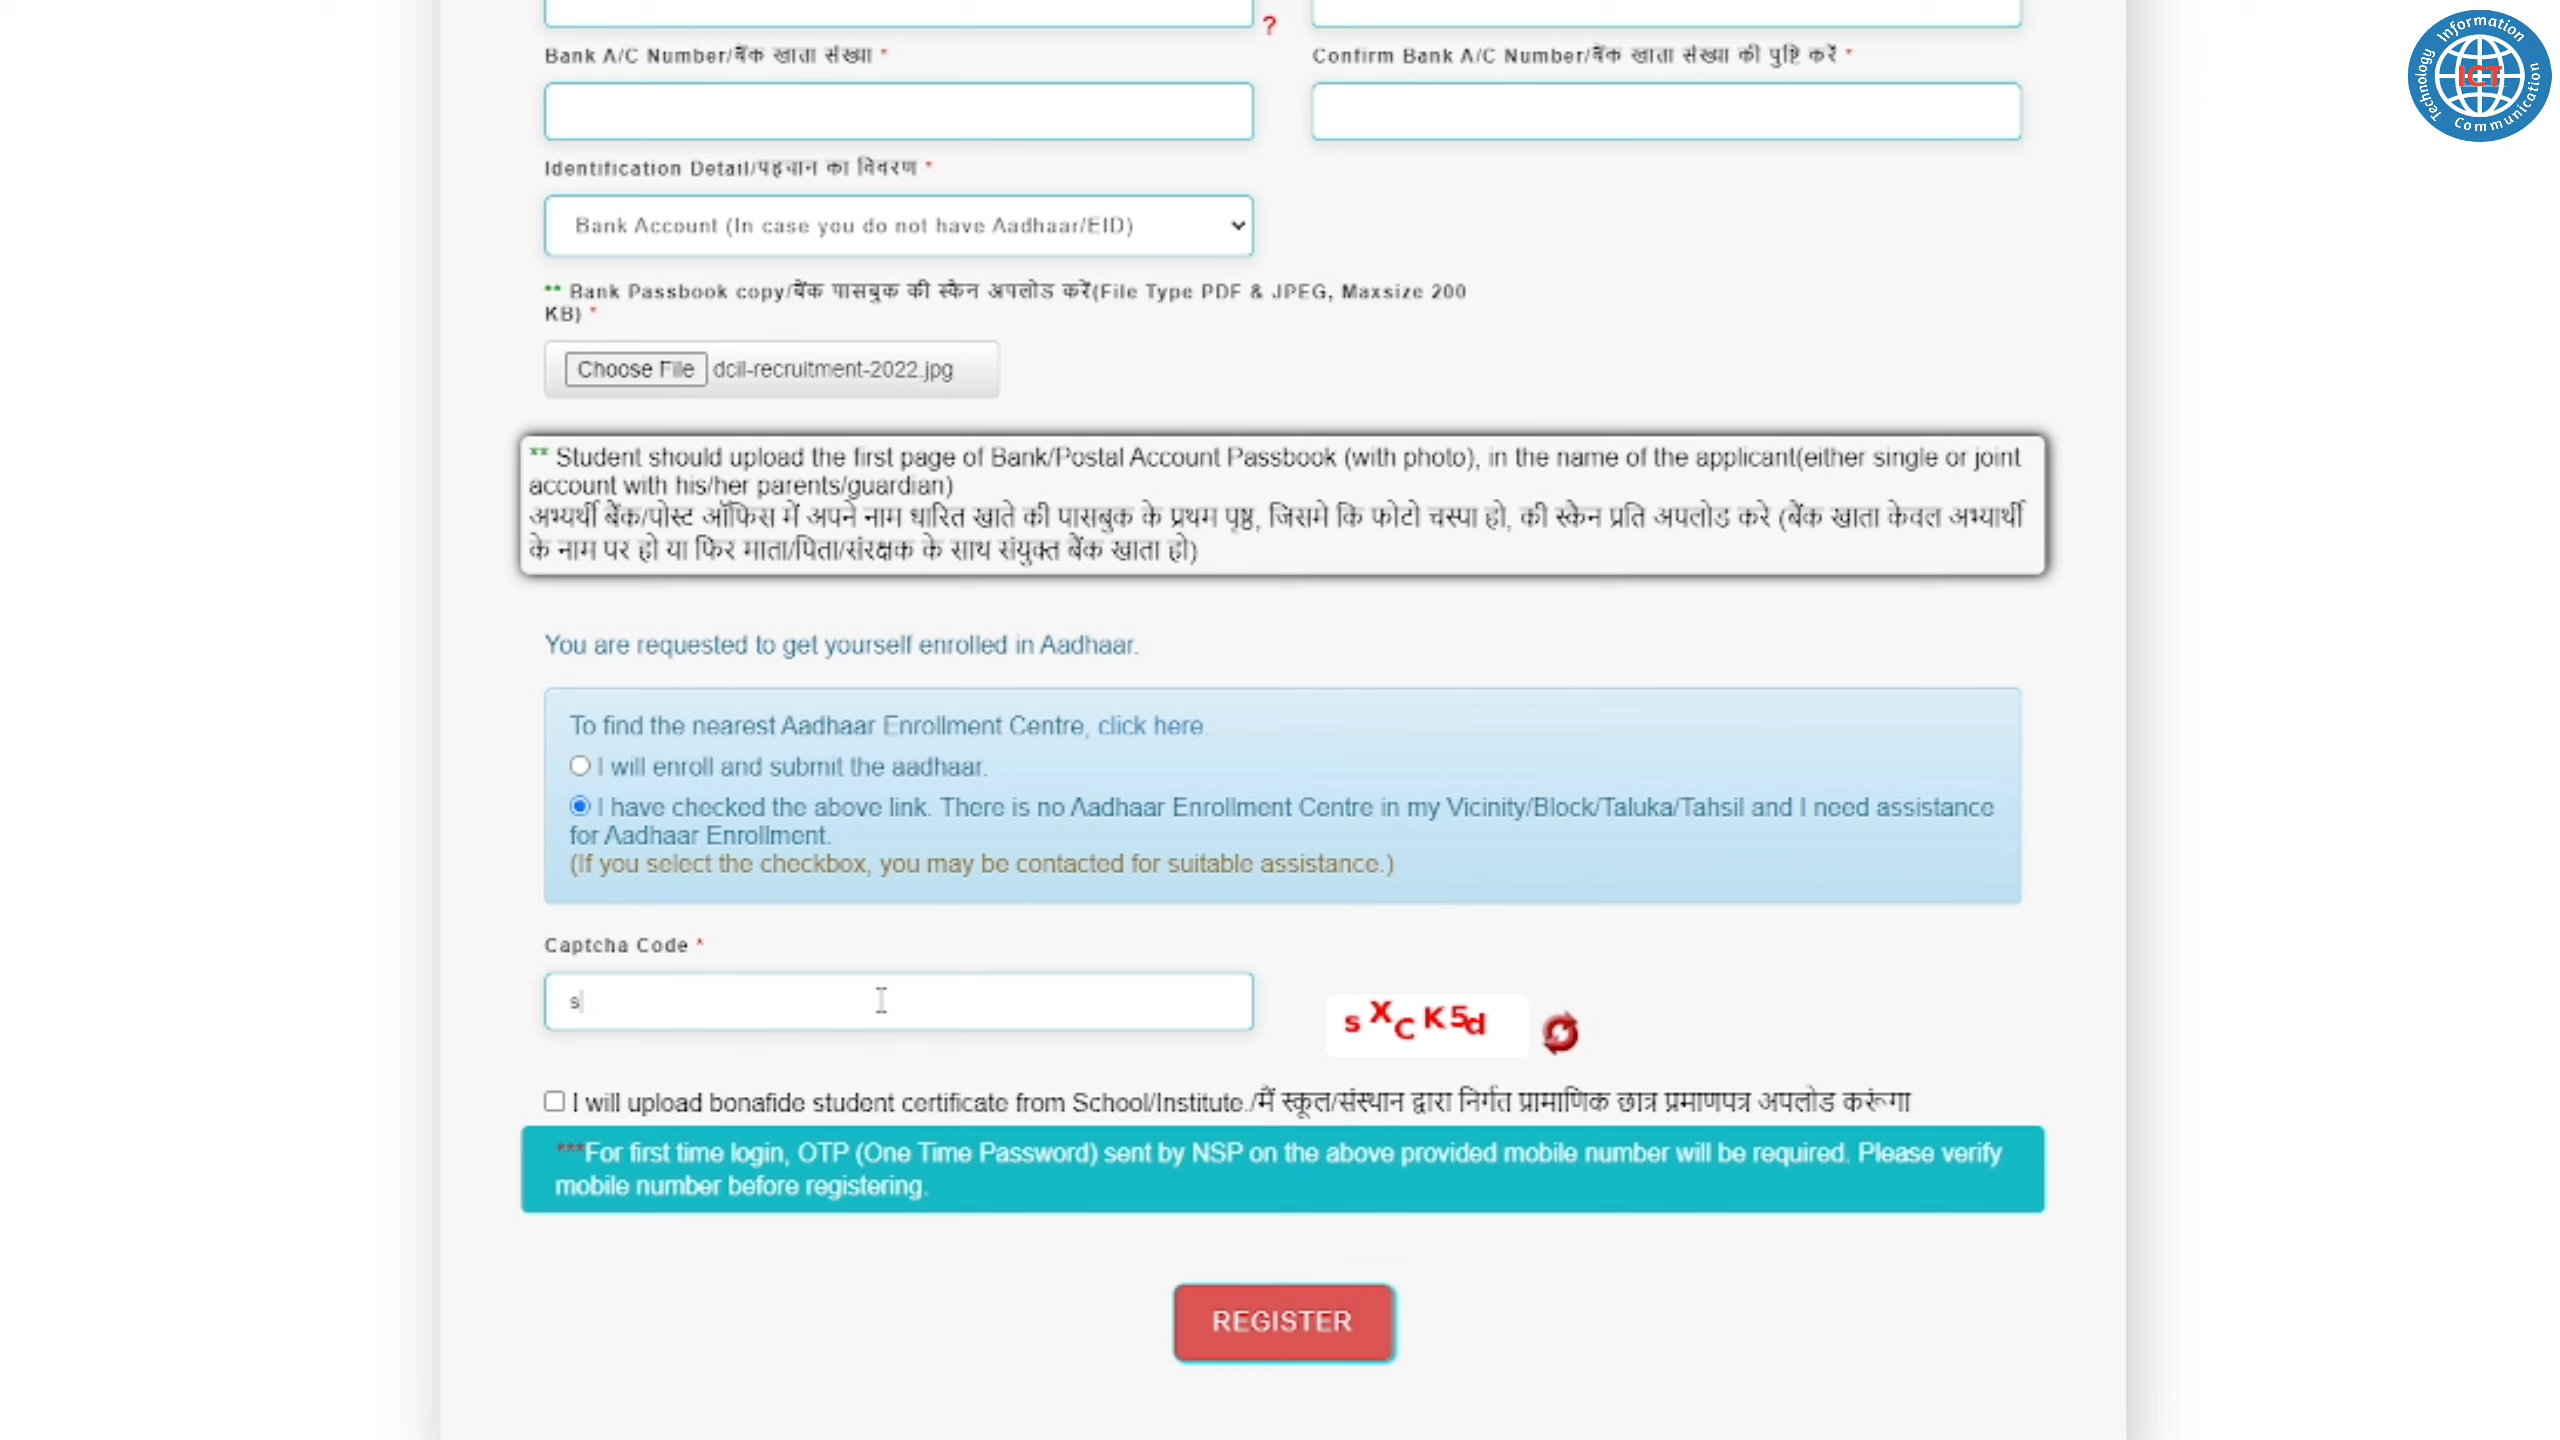 ?
Bank A/C Number/बैंक खाता संख्या *
Confirm Bank A/C Number/बैंक खाता संख्या की पुष्टि करें *
Identification Detail/पहचान का विवरण *
Bank Account (In case you do not have Aadhaar/EID)
** Bank Passbook copy/बैंक पासबुक की स्कैन अपलोड करें(File Type PDF & JPEG, Maxsize 200
KB) *
Choose File dcil-recruitment-2022.jpg
** Student should upload the first page of Bank/Postal Account Passbook (with photo), in the name of the applicant(either single or joint
account with his/her parents/guardian)
अभ्यर्थी बैंक/पोस्ट ऑफिस में अपने नाम धारित खाते की पासबुक के प्रथम पृष्ठ, जिसमे कि फोटो चस्पा हो, की स्कैन प्रति अपलोड करे (बैंक खाता केवल अभ्यार्थी
के नाम पर हो या फिर माता/पिता/संरक्षक के साथ संयुक्त बैंक खाता हो)
You are requested to get yourself enrolled in Aadhaar.
To find the nearest Aadhaar Enrollment Centre, click here.
I will enroll and submit the aadhaar.
I have checked the above link. There is no Aadhaar Enrollment Centre in my Vicinity/Block/Taluka/Tahsil and I need assistance
for Aadhaar Enrollment.
(If you select the checkbox, you may be contacted for suitable assistance.)
Captcha Code *
s
sXCK5d
I will upload bonafide student certificate from School/Institute./मैं स्कूल/संस्थान द्वारा निर्गत प्रामाणिक छात्र प्रमाणपत्र अपलोड करूंगा
***For first time login, OTP (One Time Password) sent by NSP on the above provided mobile number will be required. Please verify
mobile number before registering.
REGISTER
Information
ICT
Technology
Communication